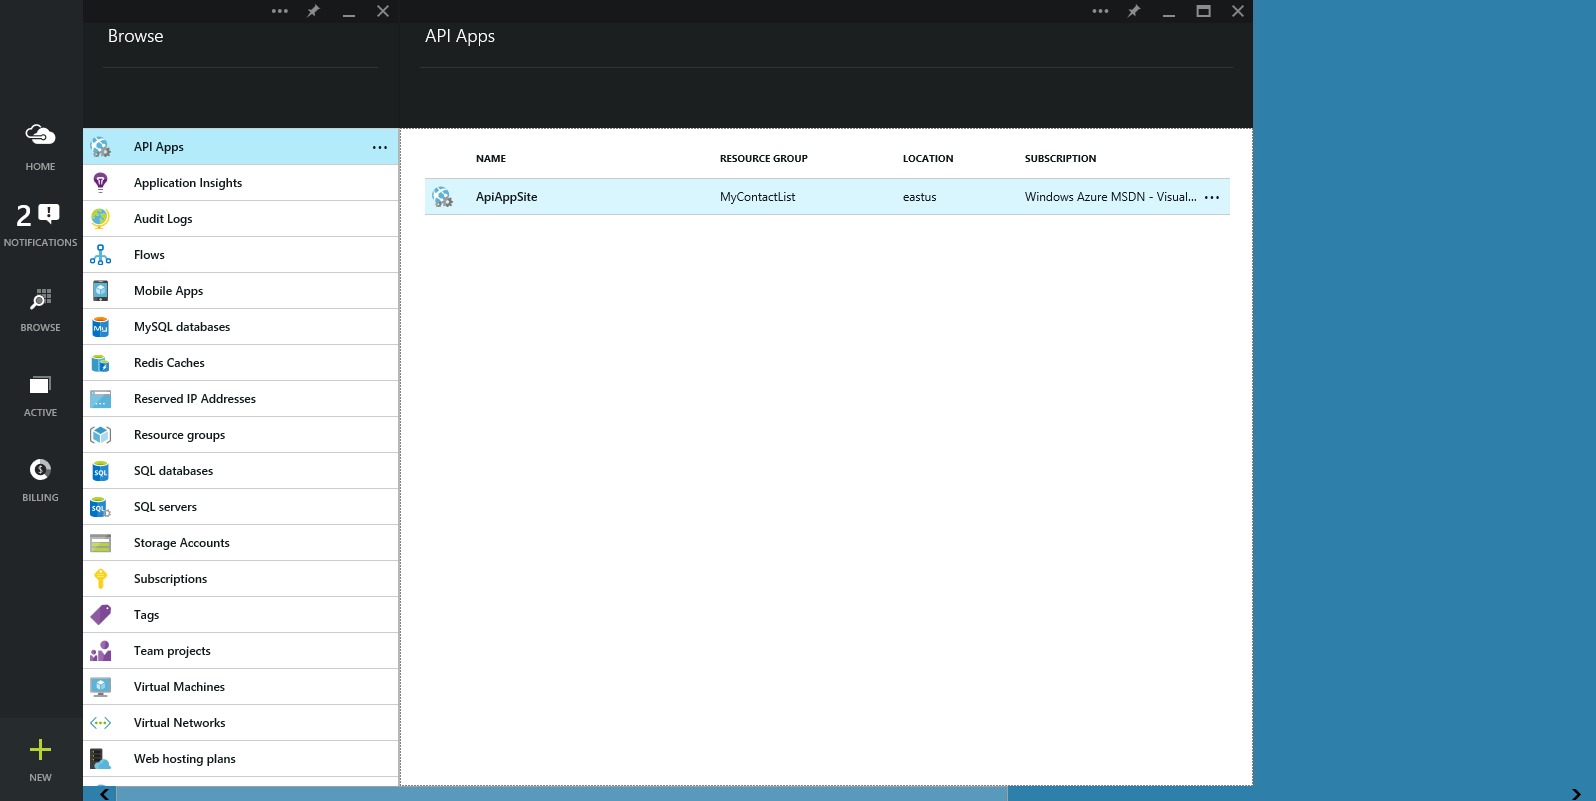 Browse
API Apps
HOME
2
NOTIFICATIONS
BROWSE
ACTIVE
BILLING
NEW
API Apps
Application Insights
Audit Logs
Flows
Mobile Apps
MySQL databases
Redis Caches
Reserved IP Addresses
Resource groups
SQL databases
SQL servers
Storage Accounts
Subscriptions
Tags
Team projects
Virtual Machines
Virtual Networks
Web hosting plans
NAME RESOURCE GROUP LOCATION SUBSCRIPTION
ApiAppSite MyContactList eastus Windows Azure MSDN - Visual...
My
SQL
SQL